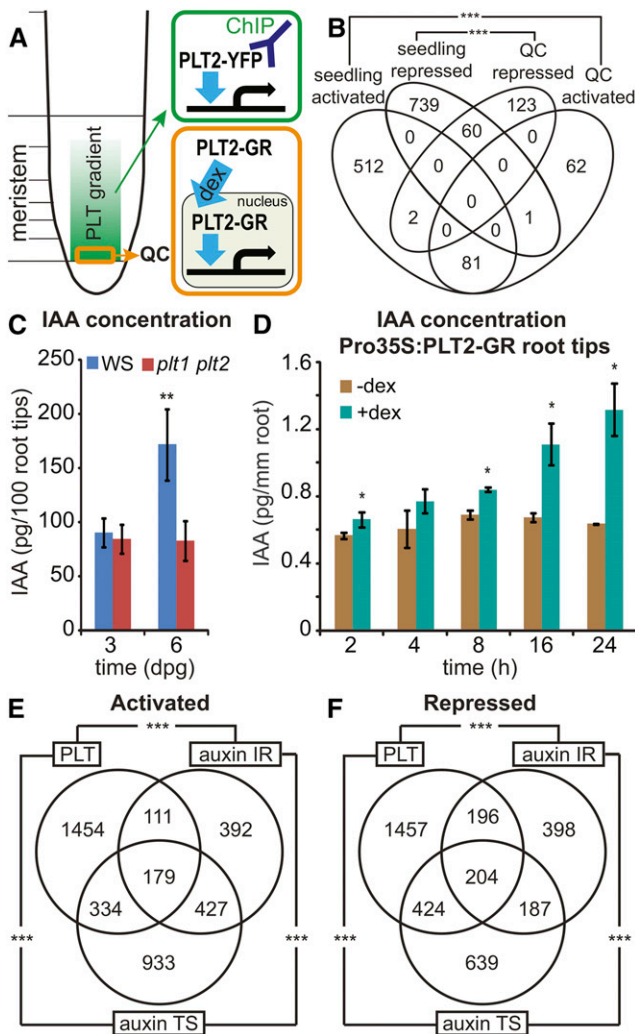 A
meristem
PLT gradient
QC
ChIP
PLT2-YFP
PLT2-GR
dex
nucleus
PLT2-GR
B
***
seedling
repressed
***
QC
repressed
seedling
activated
QC
activated
739
123
512
0
60
0
62
0
0
2
0
1
0
0
81
C
IAA concentration
WS
plt1 plt2
IAA (pg/100 root tips)
250
200
150
100
50
0
**
3
6
time (dpg)
D
IAA concentration
Pro35S:PLT2-GR root tips
-dex
+dex
IAA (pg/mm root)
1.6
1.2
0.8
0.4
0
*
*
*
*
2
4
8
16
24
time (h)
E
Activated
***
PLT
auxin IR
1454
111
392
179
334
427
933
***
***
auxin TS
F
Repressed
***
PLT
auxin IR
1457
196
398
204
424
187
639
***
***
auxin TS